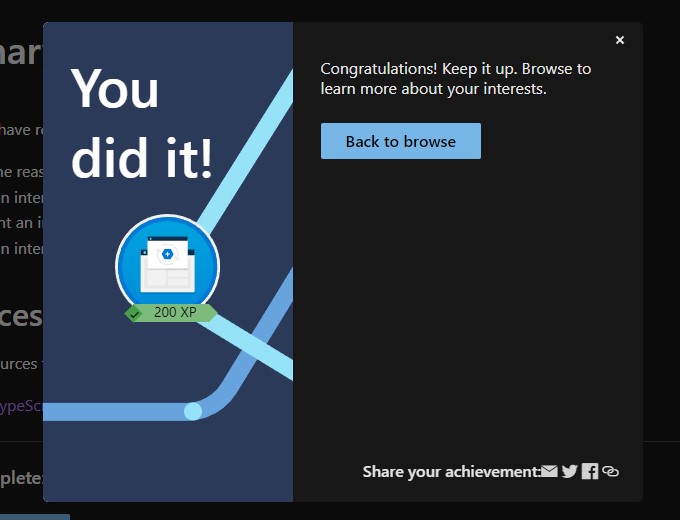 You
did it!
200 XP
Congratulations! Keep it up. Browse to
learn more about your interests.
Back to browse
Share your achievement: